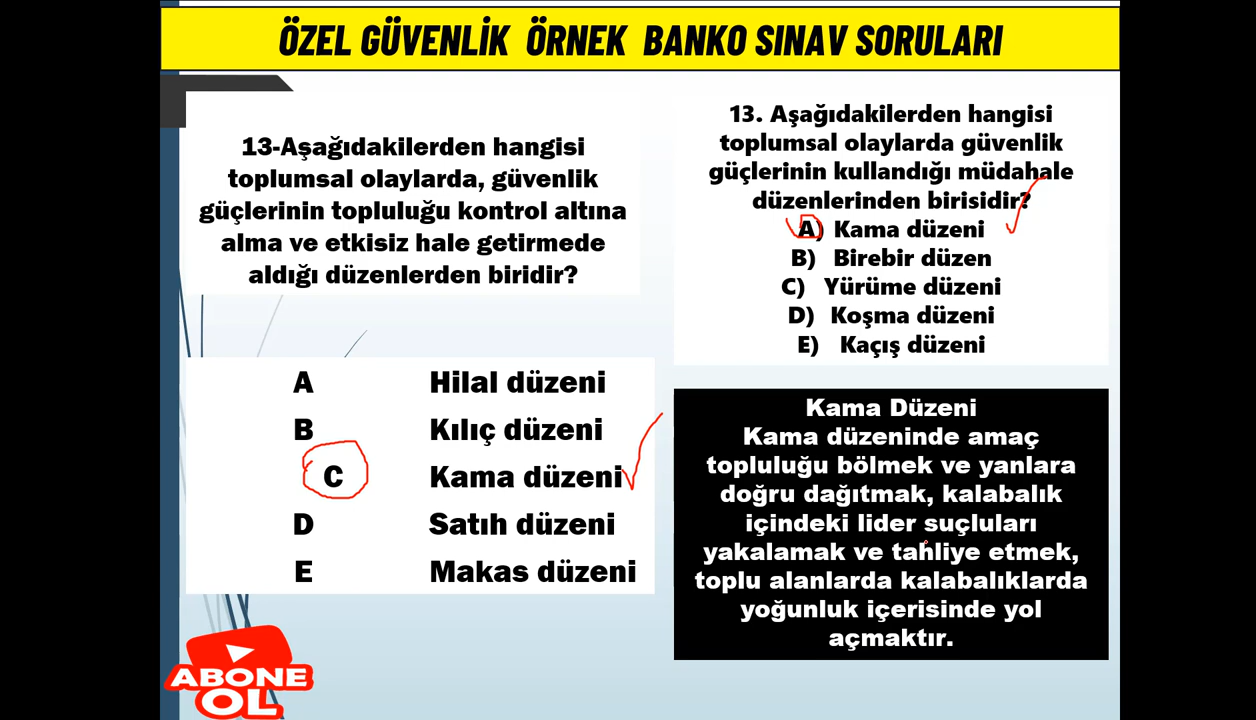 ÖZEL GÜVENLİK ÖRNEK BANKO SINAV SORULARI
13-Aşağıdakilerden hangisi
toplumsal olaylarda, güvenlik
güçlerinin topluluğu kontrol altına
alma ve etkisiz hale getirmede
aldığı düzenlerden biridir?
A Hilal düzeni
B Kılıç düzeni
C Kama düzeni
D Satıh düzeni
E Makas düzeni
13. Aşağıdakilerden hangisi
toplumsal olaylarda güvenlik
güçlerinin kullandığı müdahale
düzenlerinden birisidir?
A) Kama düzeni
B) Birebir düzen
C) Yürüme düzeni
D) Koşma düzeni
E) Kaçış düzeni
Kama Düzeni
Kama düzeninde amaç
topluluğu bölmek ve yanlara
doğru dağıtmak, kalabalık
içindeki lider suçluları
yakalamak ve tahliye etmek,
toplu alanlarda kalabalıklarda
yoğunluk içerisinde yol
açmaktır.
ABONE
OL